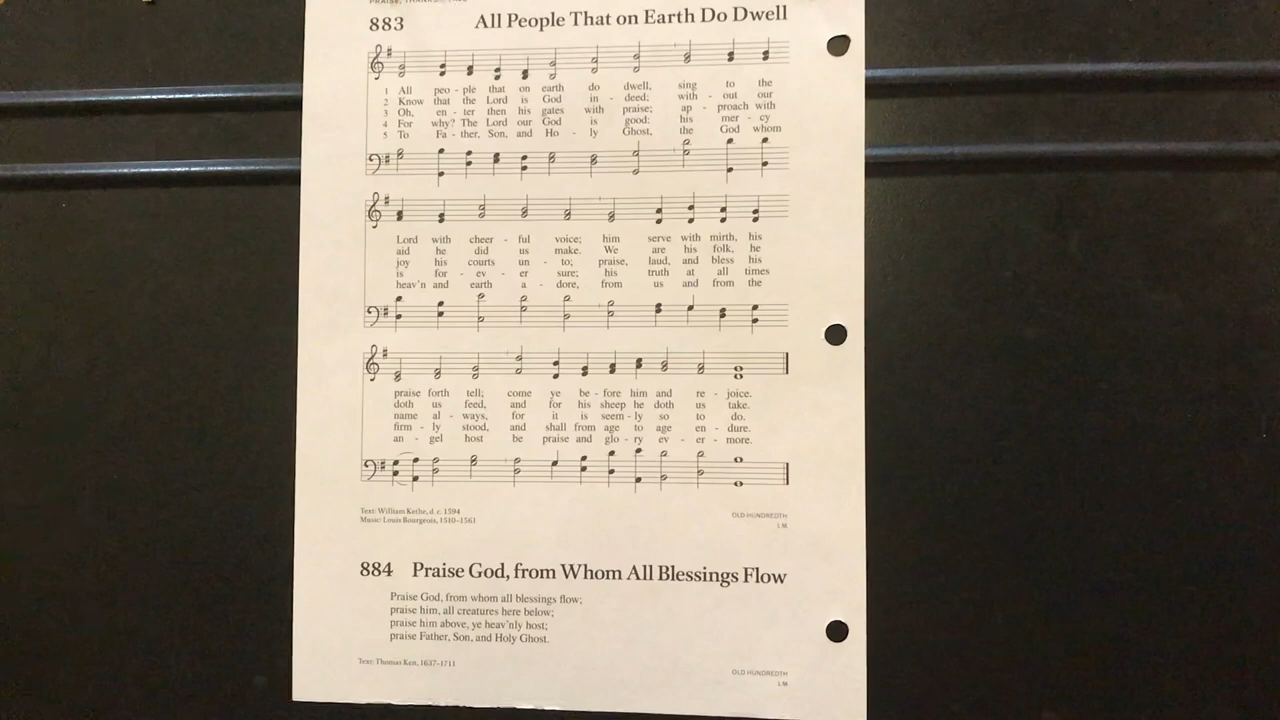 883 All People That on Earth Do Dwell
1 All peo - ple that on earth do dwell, sing to the
2 Know that the Lord is God in - deed; with - out our
3 Oh, en - ter then his gates with praise; ap - proach with
4 For why? The Lord our God is good: his mer - cy
5 To Fa - ther, Son, and Ho - ly Ghost, the God whom
Lord with cheer - ful voice; him serve with mirth, his
aid he did us make. We are his folk, he
joy his courts un - to; praise, laud, and bless his
is for - ev - er sure; his truth at all times
heav'n and earth a - dore, from us and from the
praise forth tell; come ye be - fore him and re - joice.
doth us feed, and for his sheep he doth us take.
name al - ways, for it is seem - ly so to do.
firm - ly stood, and shall from age to age en - dure.
an - gel host be praise and glo - ry ev - er - more.
Text: William Kethe, d. c. 1594
Music: Louis Bourgeois, 1510–1561
OLD HUNDREDTH
LM
884 Praise God, from Whom All Blessings Flow
Praise God, from whom all blessings flow;
praise him, all creatures here below;
praise him above, ye heav'nly host;
praise Father, Son, and Holy Ghost.
Text: Thomas Ken, 1637–1711
OLD HUNDREDTH
LM